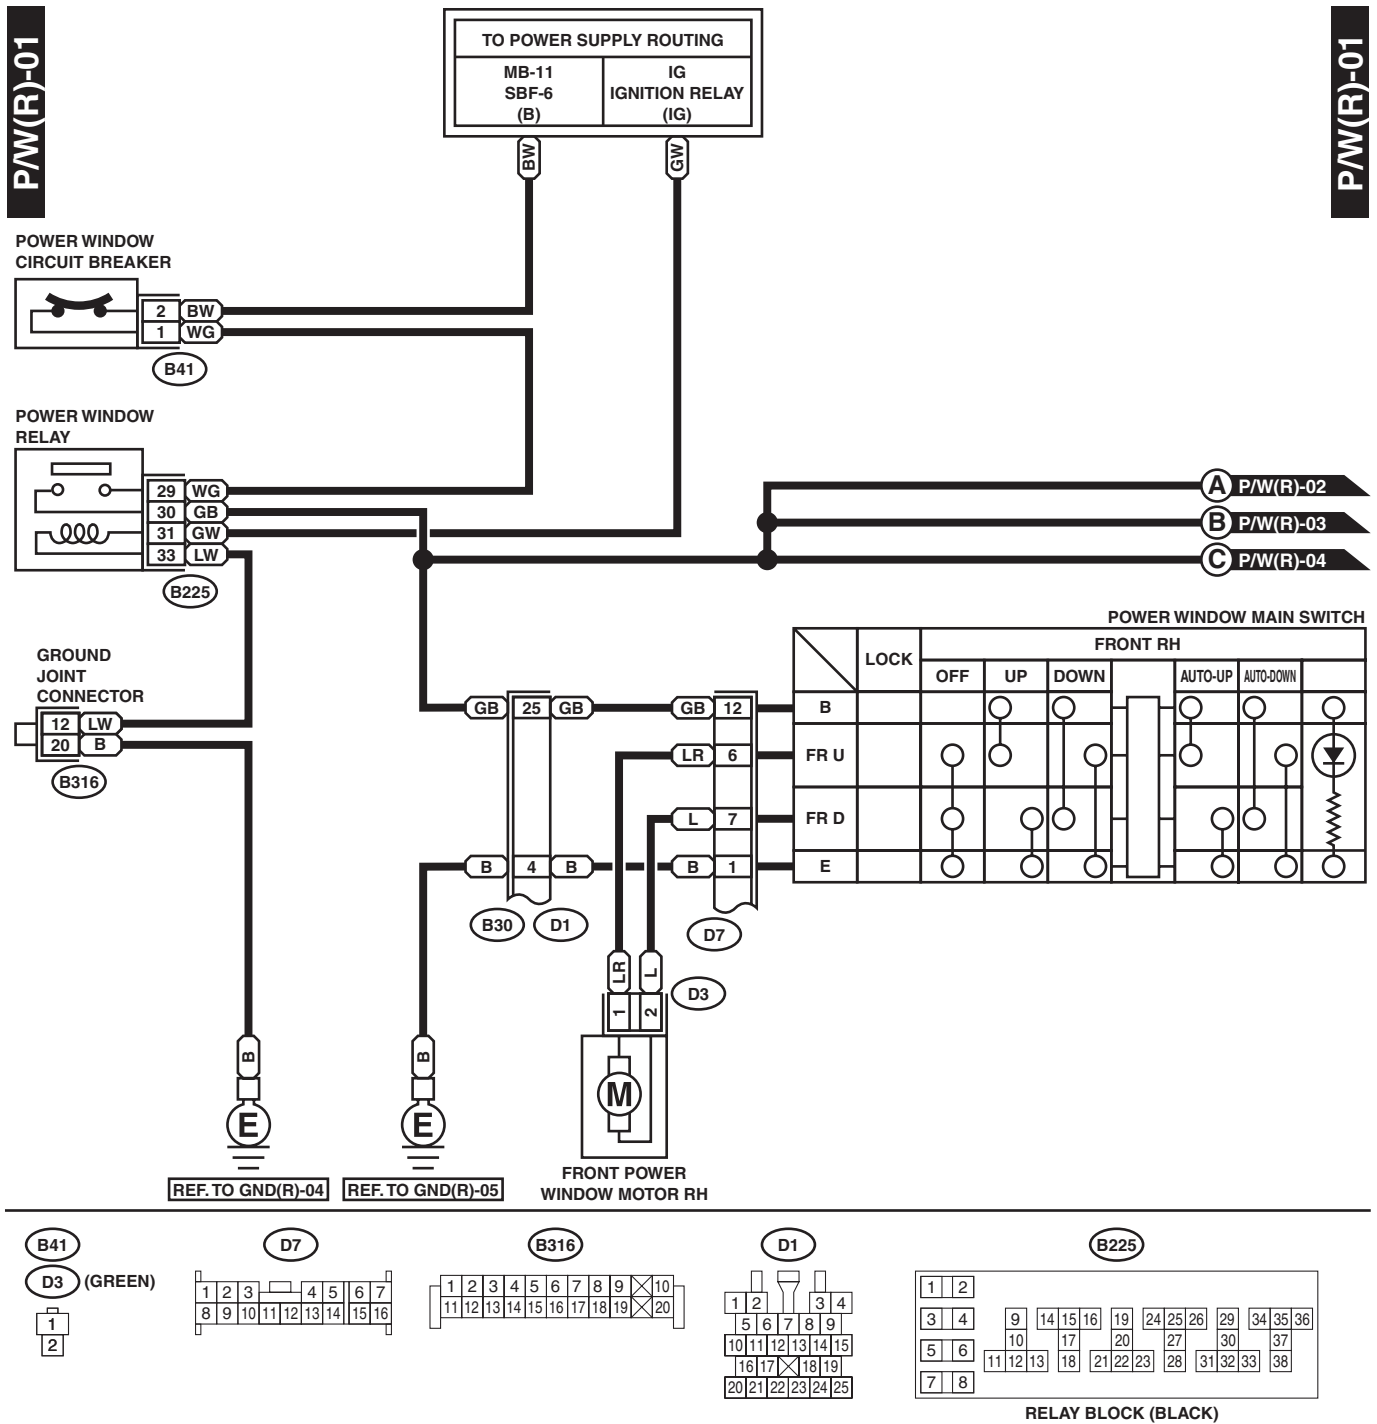 P/W(R)-01
P/W(R)-01
TO POWER SUPPLY ROUTING
MB-11
SBF-6
(B)
IG
IGNITION RELAY
(IG)
BW
GW
POWER WINDOW
CIRCUIT BREAKER
2 BW
1 WG
B41
POWER WINDOW
RELAY
29 WG
30 GB
31 GW
33 LW
B225
A P/W(R)-02
B P/W(R)-03
C P/W(R)-04
GROUND
JOINT
CONNECTOR
12 LW
20 B
B316
POWER WINDOW MAIN SWITCH
LOCK
FRONT RH
OFF UP DOWN AUTO-UP AUTO-DOWN
GB 25 GB GB 12 B
LR 6 FR U
L 7 FR D
B 4 B B 1 E
B30 D1 D7
LR L
D3
1 2
B
B
M
E
E
REF. TO GND(R)-04
REF. TO GND(R)-05
FRONT POWER
WINDOW MOTOR RH
B41
D3 (GREEN)
1
2
D7
1 2 3 4 5 6 7
8 9 10 11 12 13 14 15 16
B316
1 2 3 4 5 6 7 8 9 10
11 12 13 14 15 16 17 18 19 20
D1
1 2 3 4
5 6 7 8 9
10 11 12 13 14 15
16 17 18 19
20 21 22 23 24 25
B225
1 2
3 4 9 14 15 16 19 24 25 26 29 34 35 36
5 6 10 17 20 27 30 37
11 12 13 18 21 22 23 28 31 32 33 38
7 8
RELAY BLOCK (BLACK)